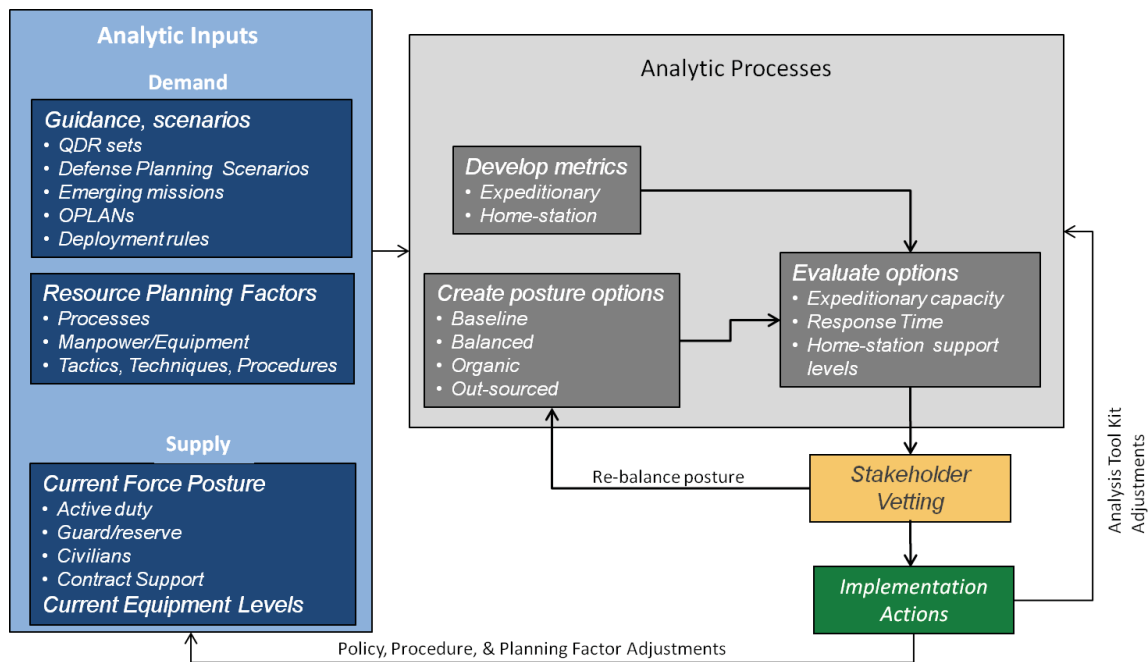 Analytic Inputs
Demand
Guidance, scenarios
• QDR sets
• Defense Planning Scenarios
• Emerging missions
• OPLANs
• Deployment rules
Resource Planning Factors
• Processes
• Manpower/Equipment
• Tactics, Techniques, Procedures
Supply
Current Force Posture
• Active duty
• Guard/reserve
• Civilians
• Contract Support
Current Equipment Levels
Analytic Processes
Develop metrics
• Expeditionary
• Home-station
Create posture options
• Baseline
• Balanced
• Organic
• Out-sourced
Evaluate options
• Expeditionary capacity
• Response Time
• Home-station support
levels
Re-balance posture
Stakeholder
Vetting
Implementation
Actions
Analysis Tool Kit
Adjustments
Policy, Procedure, & Planning Factor Adjustments